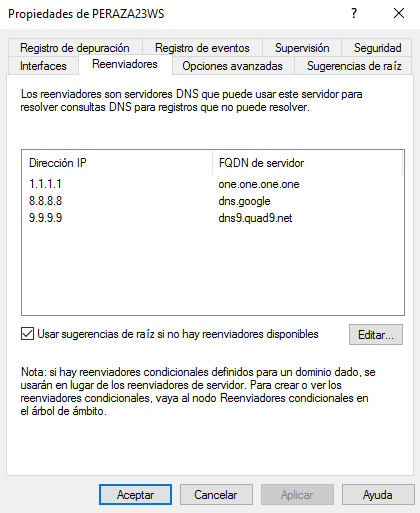 Propiedades de PERAZA23WS
Registro de depuración Registro de eventos Supervisión Seguridad
Interfaces Reenviadores Opciones avanzadas Sugerencias de raíz
Los reenviadores son servidores DNS que puede usar este servidor para
resolver consultas DNS para registros que no puede resolver.
Dirección IP FQDN de servidor
1.1.1.1 one.one.one.one
8.8.8.8 dns.google
9.9.9.9 dns9.quad9.net
Usar sugerencias de raíz si no hay reenviadores disponibles Editar...
Nota: si hay reenviadores condicionales definidos para un dominio dado, se
usarán en lugar de los reenviadores de servidor. Para crear o ver los
reenviadores condicionales, vaya al nodo Reenviadores condicionales en
el árbol de ámbito.
Aceptar Cancelar Aplicar Ayuda